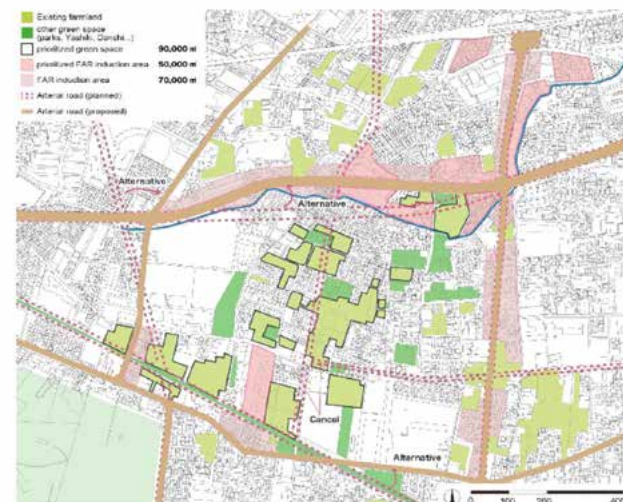 Existing farmland
other green space
(parks, Yashiki, Danchi...)
prioritized green space 90,000 ㎡
prioritized FAR induction area 50,000 ㎡
FAR induction area 70,000 ㎡
Arterial road (planned)
Arterial road (proposed)
Alternative
Alternative
Cancel
Alternative
0 100 200 400